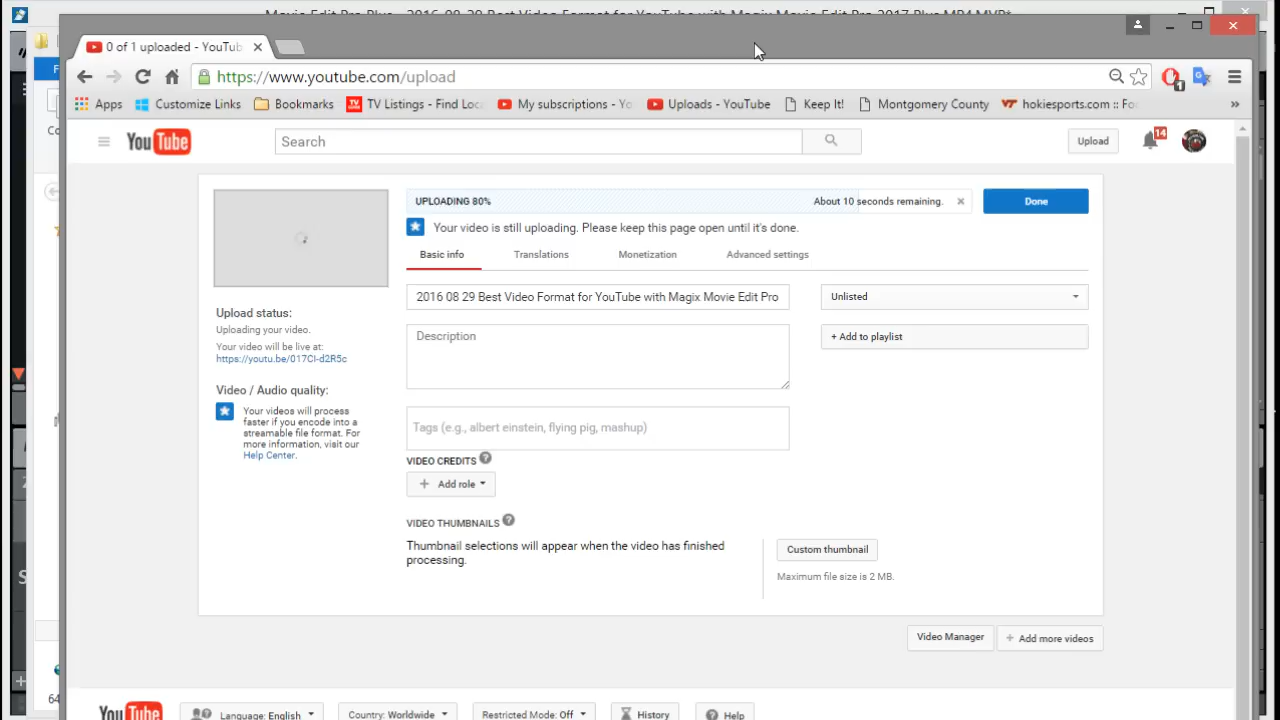 Movie Edit Pro Plus - 2016 08 29 Best Video Format for YouTube with Magix Movie Edit Pro 2017 Plus MP4.MVP*
0 of 1 uploaded - YouTub
https://www.youtube.com/upload
1
Apps
Customize Links
Bookmarks
TV Listings - Find Loc
My subscriptions - Yo
Uploads - YouTube
Keep It!
Montgomery County
hokiesports.com :: Fo
»
YouTube
Search
Upload
14
UPLOADING 80%
About 10 seconds remaining.
Done
Your video is still uploading. Please keep this page open until it's done.
Basic info
Translations
Monetization
Advanced settings
2016 08 29 Best Video Format for YouTube with Magix Movie Edit Pro
Unlisted
Description
+ Add to playlist
Upload status:
Uploading your video.
Your video will be live at:
https://youtu.be/017CI-d2R5c
Video / Audio quality:
Your videos will process
faster if you encode into a
streamable file format. For
more information, visit our
Help Center.
Tags (e.g., albert einstein, flying pig, mashup)
VIDEO CREDITS ?
+ Add role
VIDEO THUMBNAILS ?
Thumbnail selections will appear when the video has finished
processing.
Custom thumbnail
Maximum file size is 2 MB.
Video Manager
+ Add more videos
YouTube
Language: English
Country: Worldwide
Restricted Mode: Off
History
Help
64